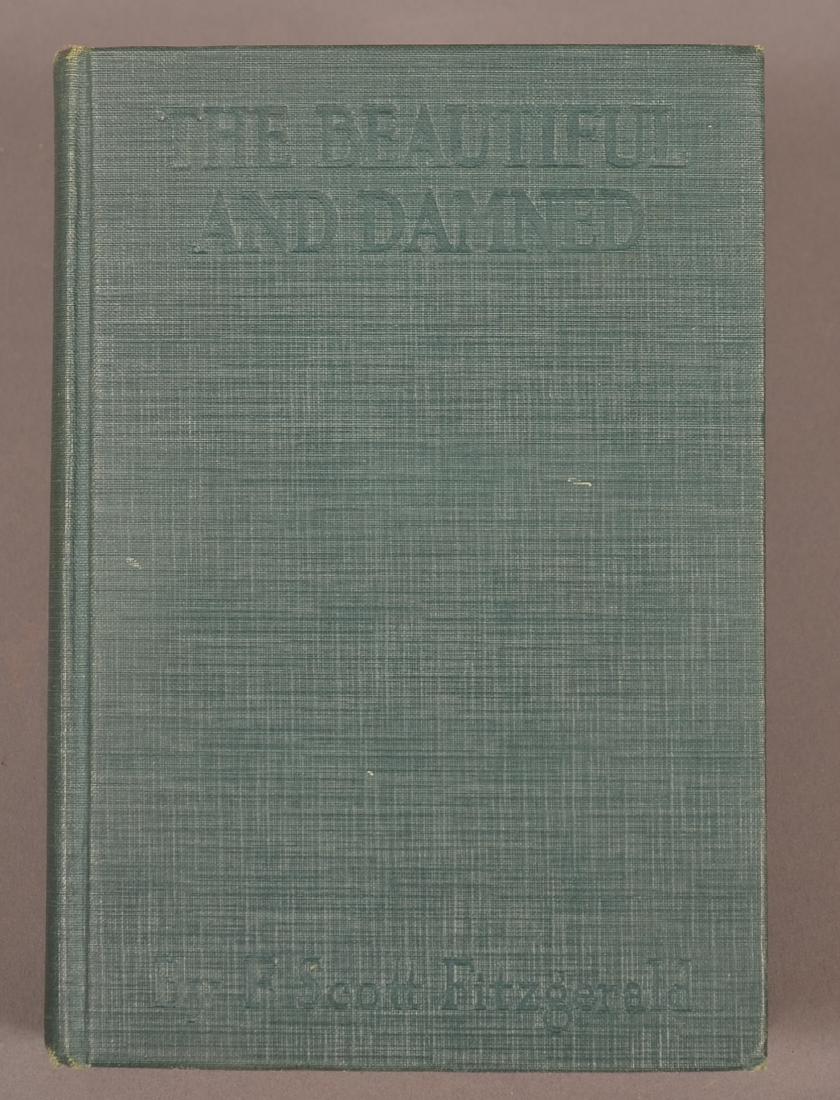 THE BEAUTIFUL
AND DAMNED
By F Scott Fitzgerald